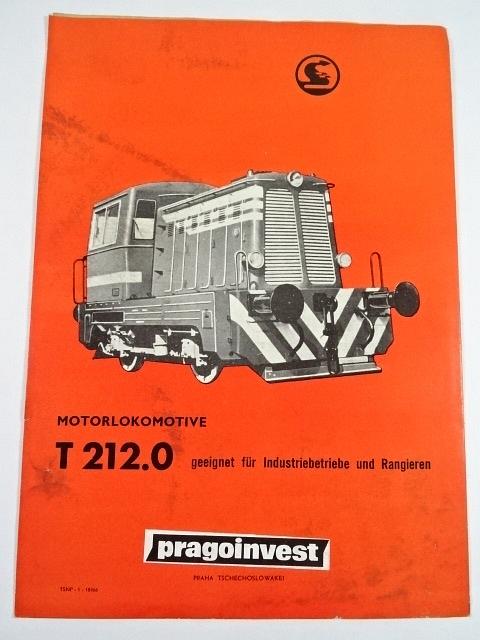 MOTORLOKOMOTIVE
T 212.0 geeignet für Industriebetriebe und Rangieren
pragoinvest
PRAHA TSCHECHOSLOWAKEI